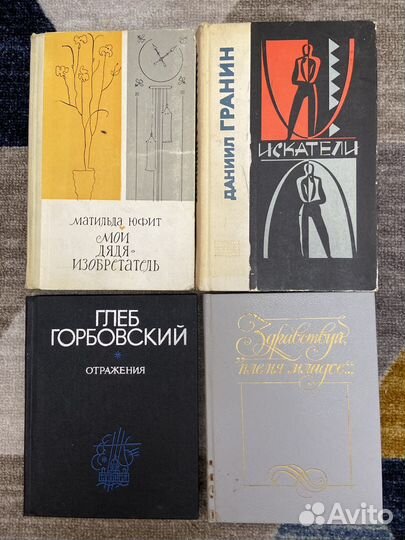 Матильда Юфит
Мой
дядя-
изобретатель
ДАНИИЛ ГРАНИН
ИСКАТЕЛИ
ГЛЕБ
ГОРБОВСКИЙ
ОТРАЖЕНИЯ
Здравствуй,
племя младое...
Avito